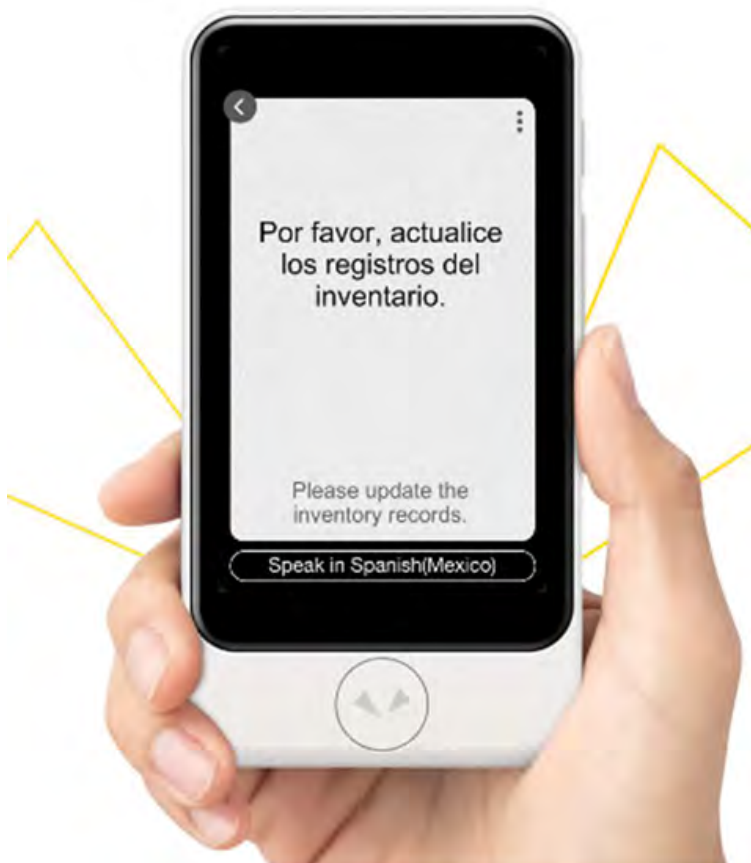 Por favor, actualice
los registros del
inventario.
Please update the
inventory records.
Speak in Spanish(Mexico)